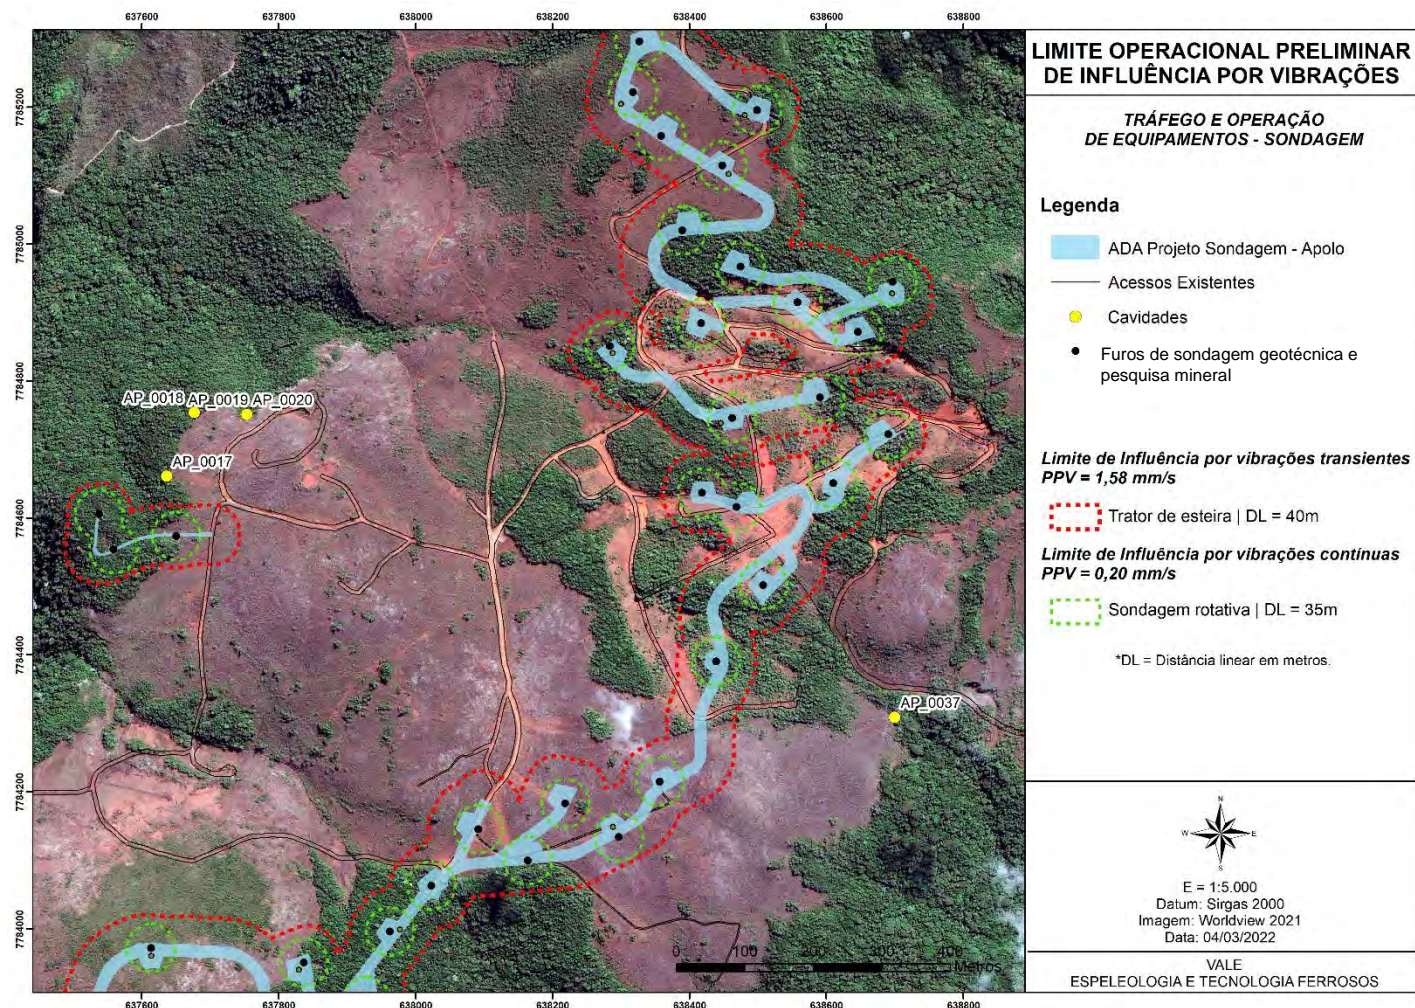 637600
637800
638000
638200
638400
638600
638800
7785200
7785000
7784800
7784600
7784400
7784200
7784000
AP_0018
AP_0019
AP_0020
AP_0017
AP_0037
0 100 200 300 400
Metros
637600
637800
638000
638200
638400
638600
638800
LIMITE OPERACIONAL PRELIMINAR
DE INFLUÊNCIA POR VIBRAÇÕES
TRÁFEGO E OPERAÇÃO
DE EQUIPAMENTOS - SONDAGEM
Legenda
ADA Projeto Sondagem - Apolo
Acessos Existentes
Cavidades
Furos de sondagem geotécnica e
pesquisa mineral
Limite de Influência por vibrações transientes
PPV = 1,58 mm/s
Trator de esteira | DL = 40m
Limite de Influência por vibrações contínuas
PPV = 0,20 mm/s
Sondagem rotativa | DL = 35m
*DL = Distância linear em metros.
N
W E
S
E = 1:5.000
Datum: Sirgas 2000
Imagem: Worldview 2021
Data: 04/03/2022
VALE
ESPELEOLOGIA E TECNOLOGIA FERROSOS